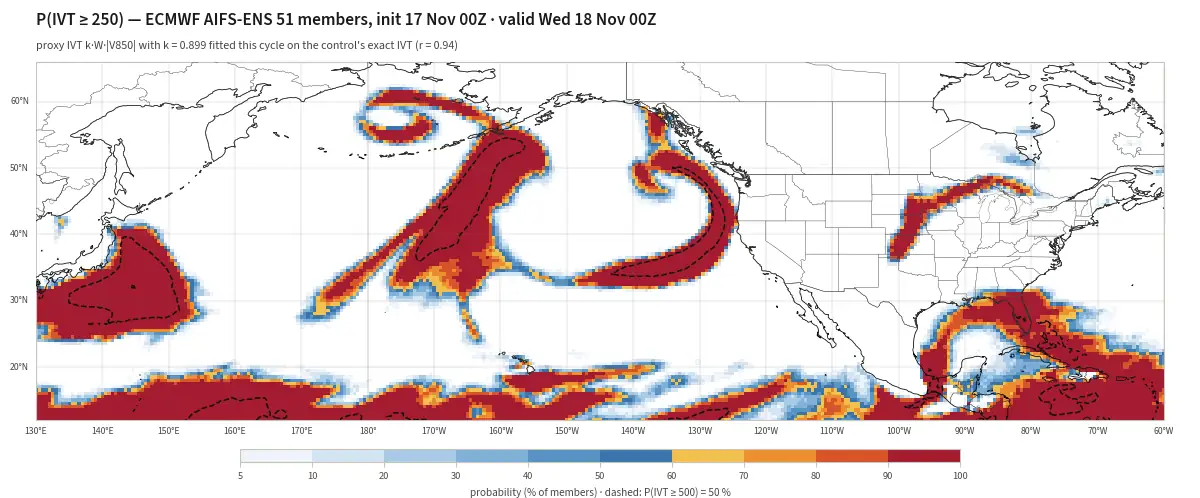 P(IVT ≥ 250) — ECMWF AIFS-ENS 51 members, init 17 Nov 00Z · valid Wed 18 Nov 00Z
proxy IVT k·W·|V850| with k = 0.899 fitted this cycle on the control's exact IVT (r = 0.94)
60°N
50°N
40°N
30°N
20°N
130°E 140°E 150°E 160°E 170°E 180° 170°W 160°W 150°W 140°W 130°W 120°W 110°W 100°W 90°W 80°W 70°W 60°W
5 10 20 30 40 50 60 70 80 90 100
probability (% of members) · dashed: P(IVT ≥ 500) = 50 %